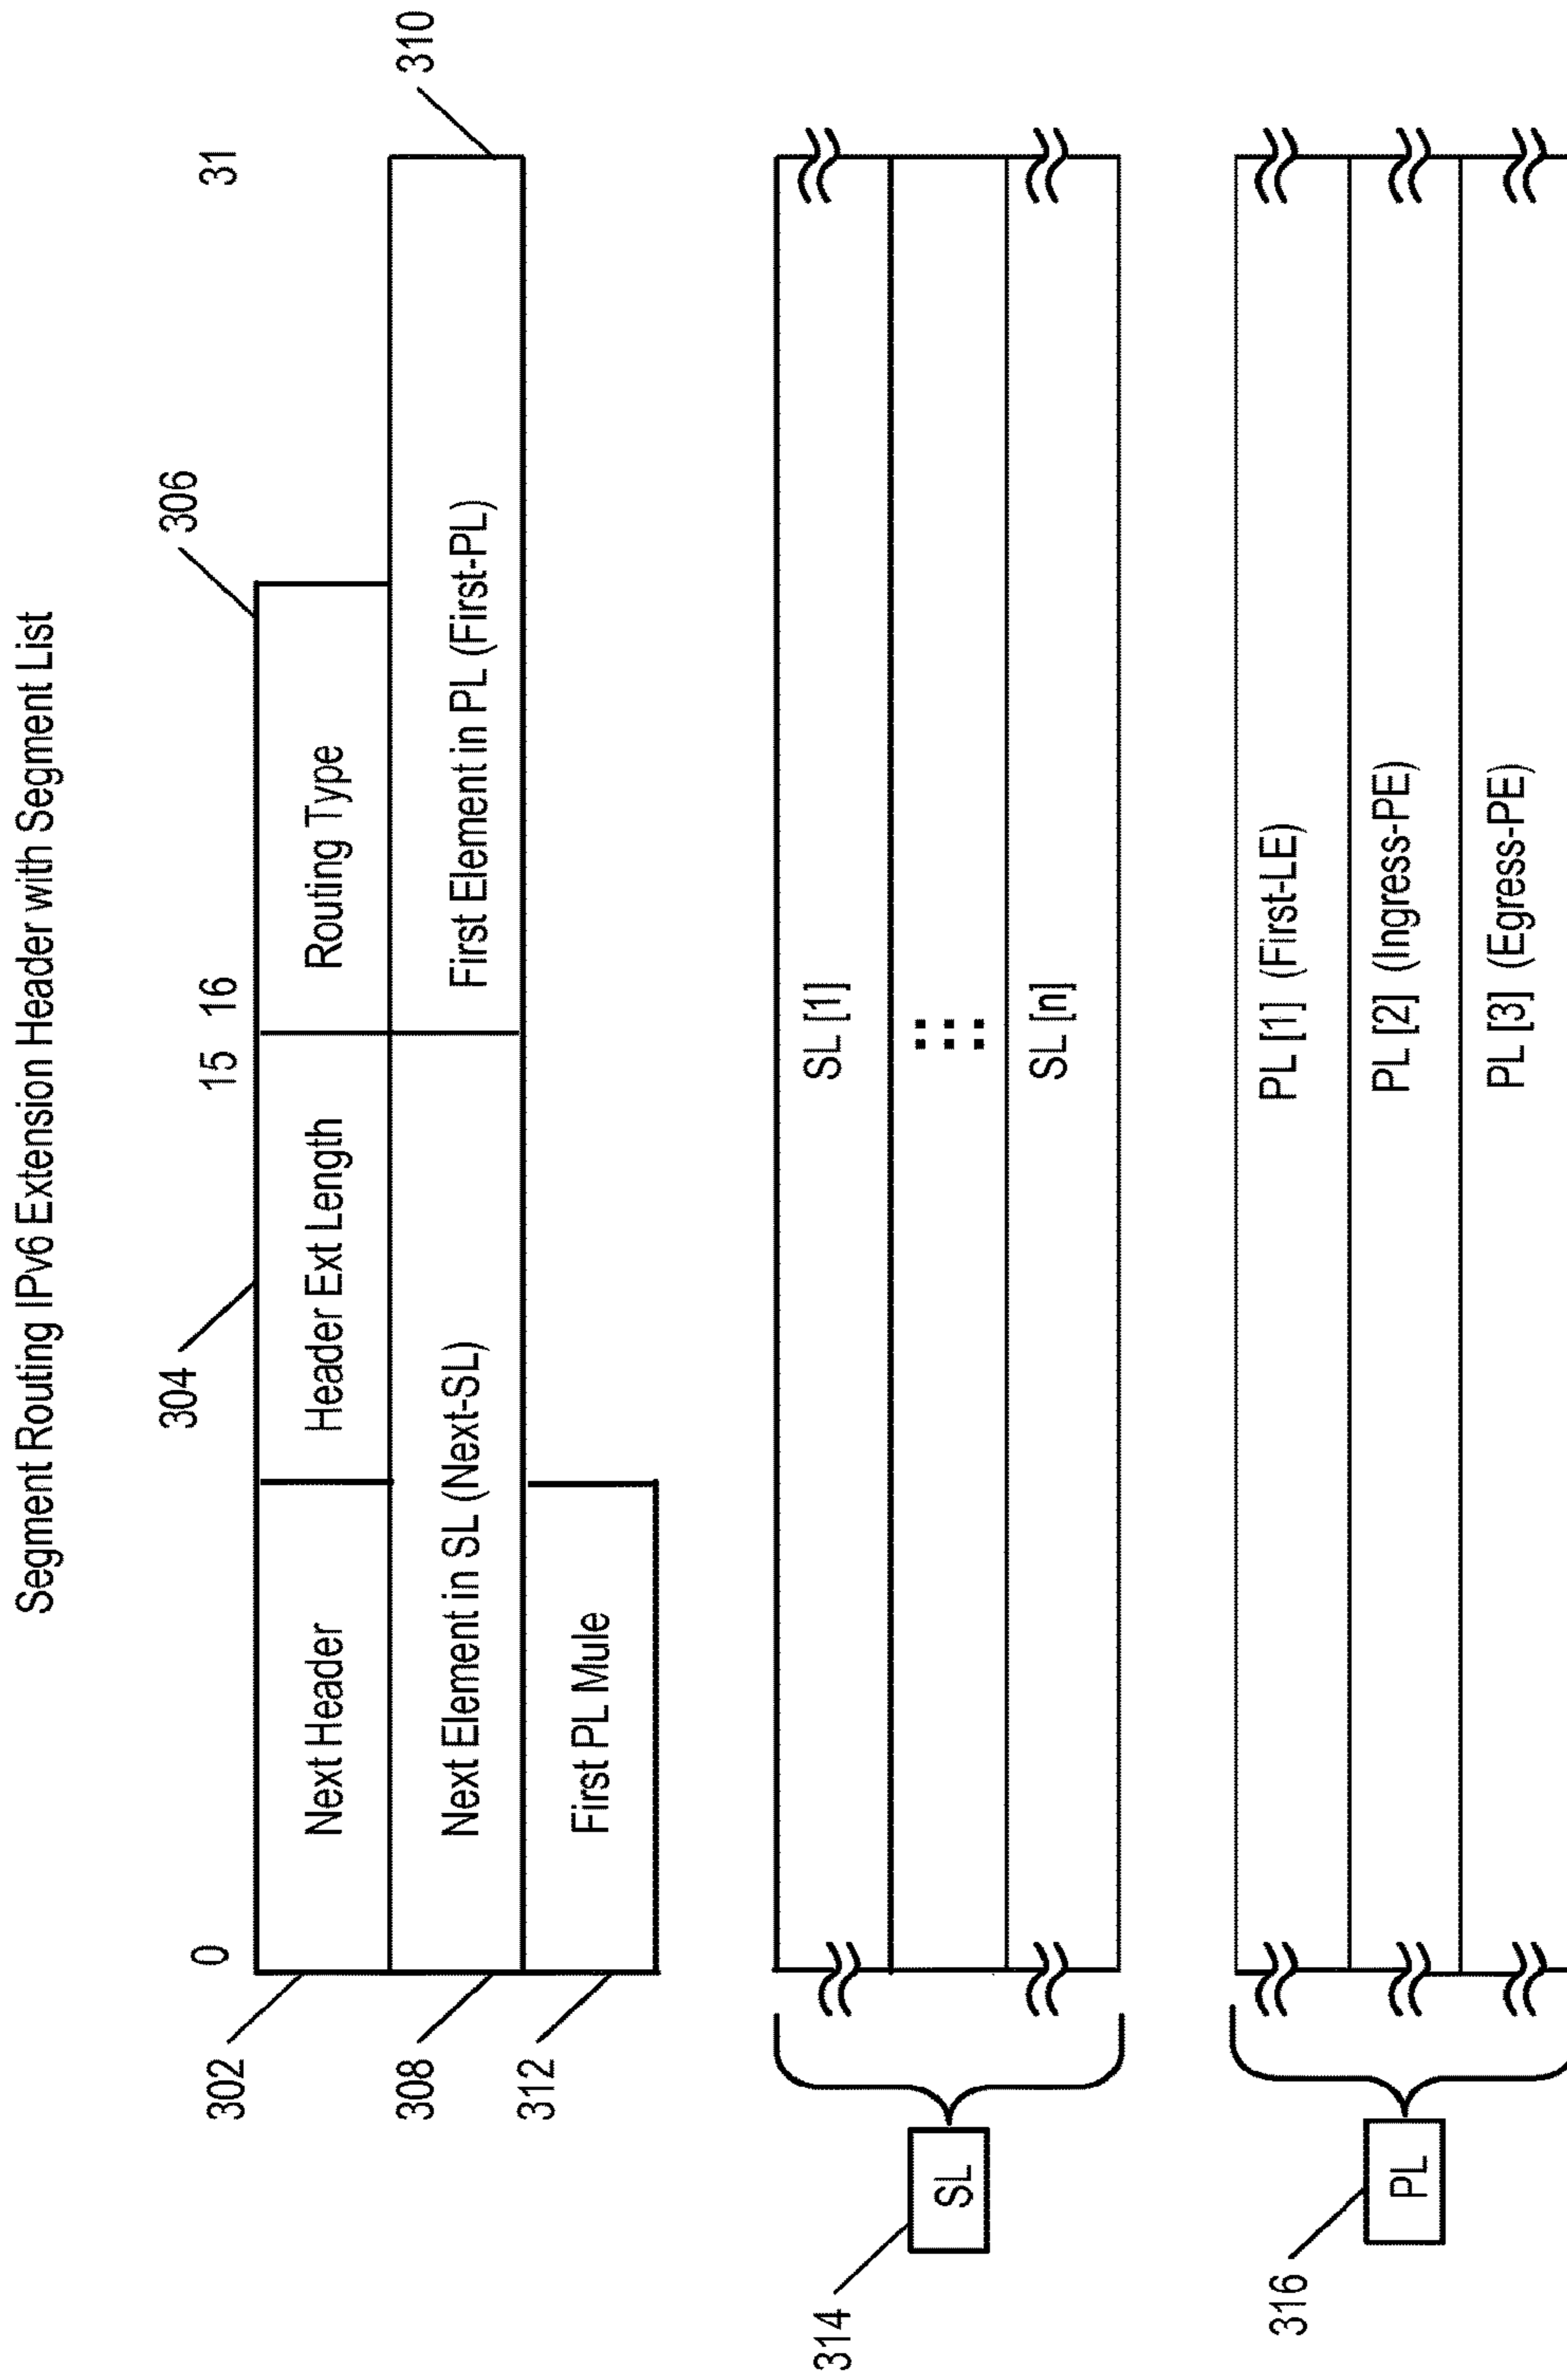 Segment Routing IPv6 Extension Header with Segment List
304
306
0
15
16
31
310
302
Next Header
Header Ext Length
Routing Type
308
Next Element in SL (Next-SL)
First Element in PL (First-PL)
312
First PL Mule
314
SL
SL [1]
SL [n]
316
PL
PL [1] (First-LE)
PL [2] (Ingress-PE)
PL [3] (Egress-PE)